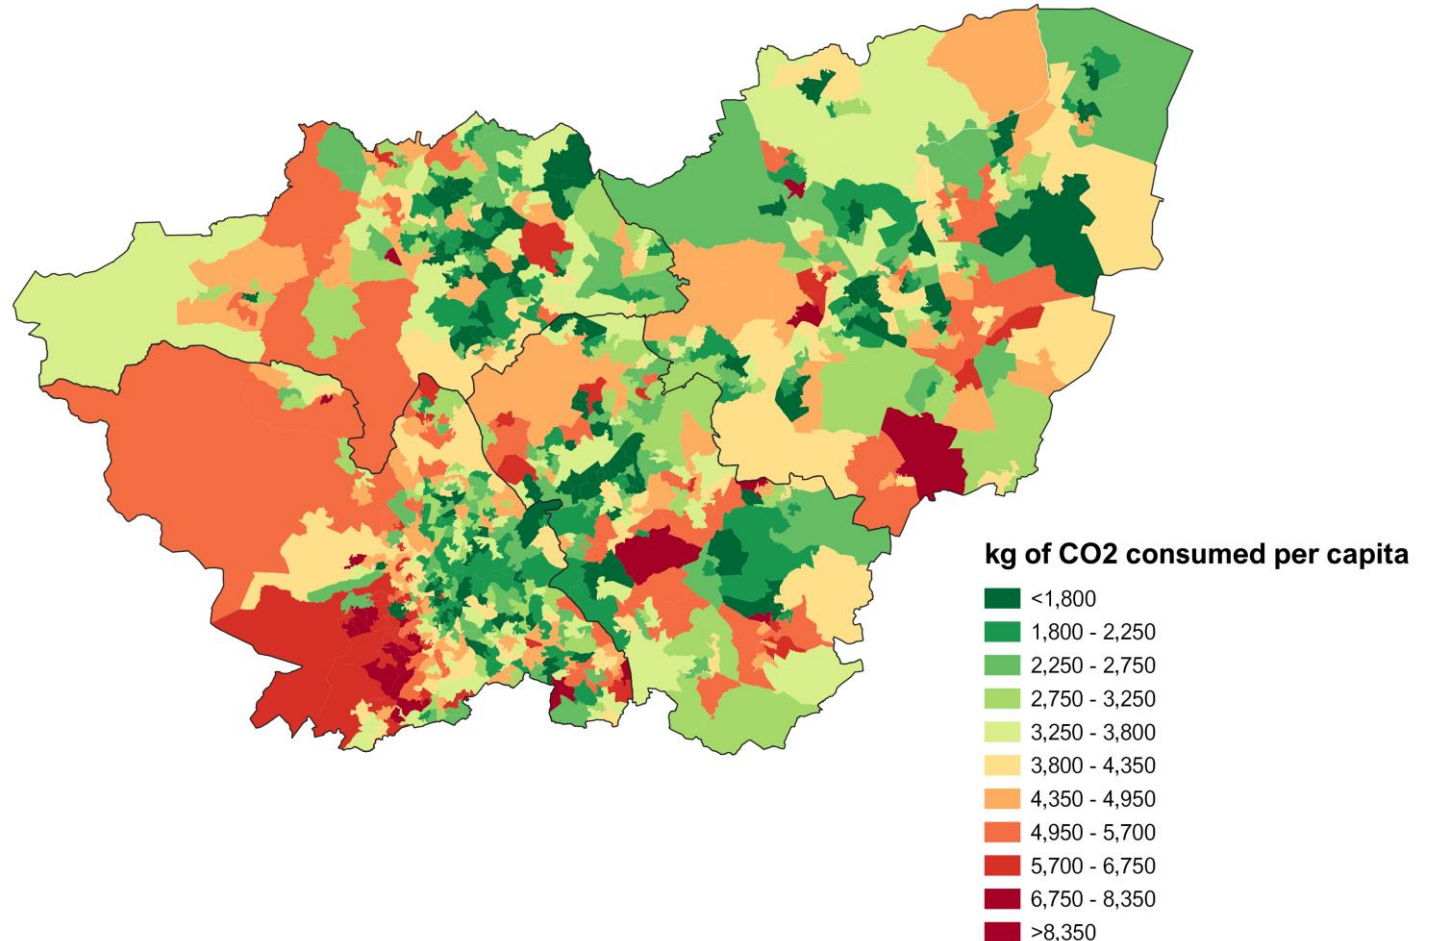 kg of CO2 consumed per capita
<1,800
1,800 - 2,250
2,250 - 2,750
2,750 - 3,250
3,250 - 3,800
3,800 - 4,350
4,350 - 4,950
4,950 - 5,700
5,700 - 6,750
6,750 - 8,350
>8,350